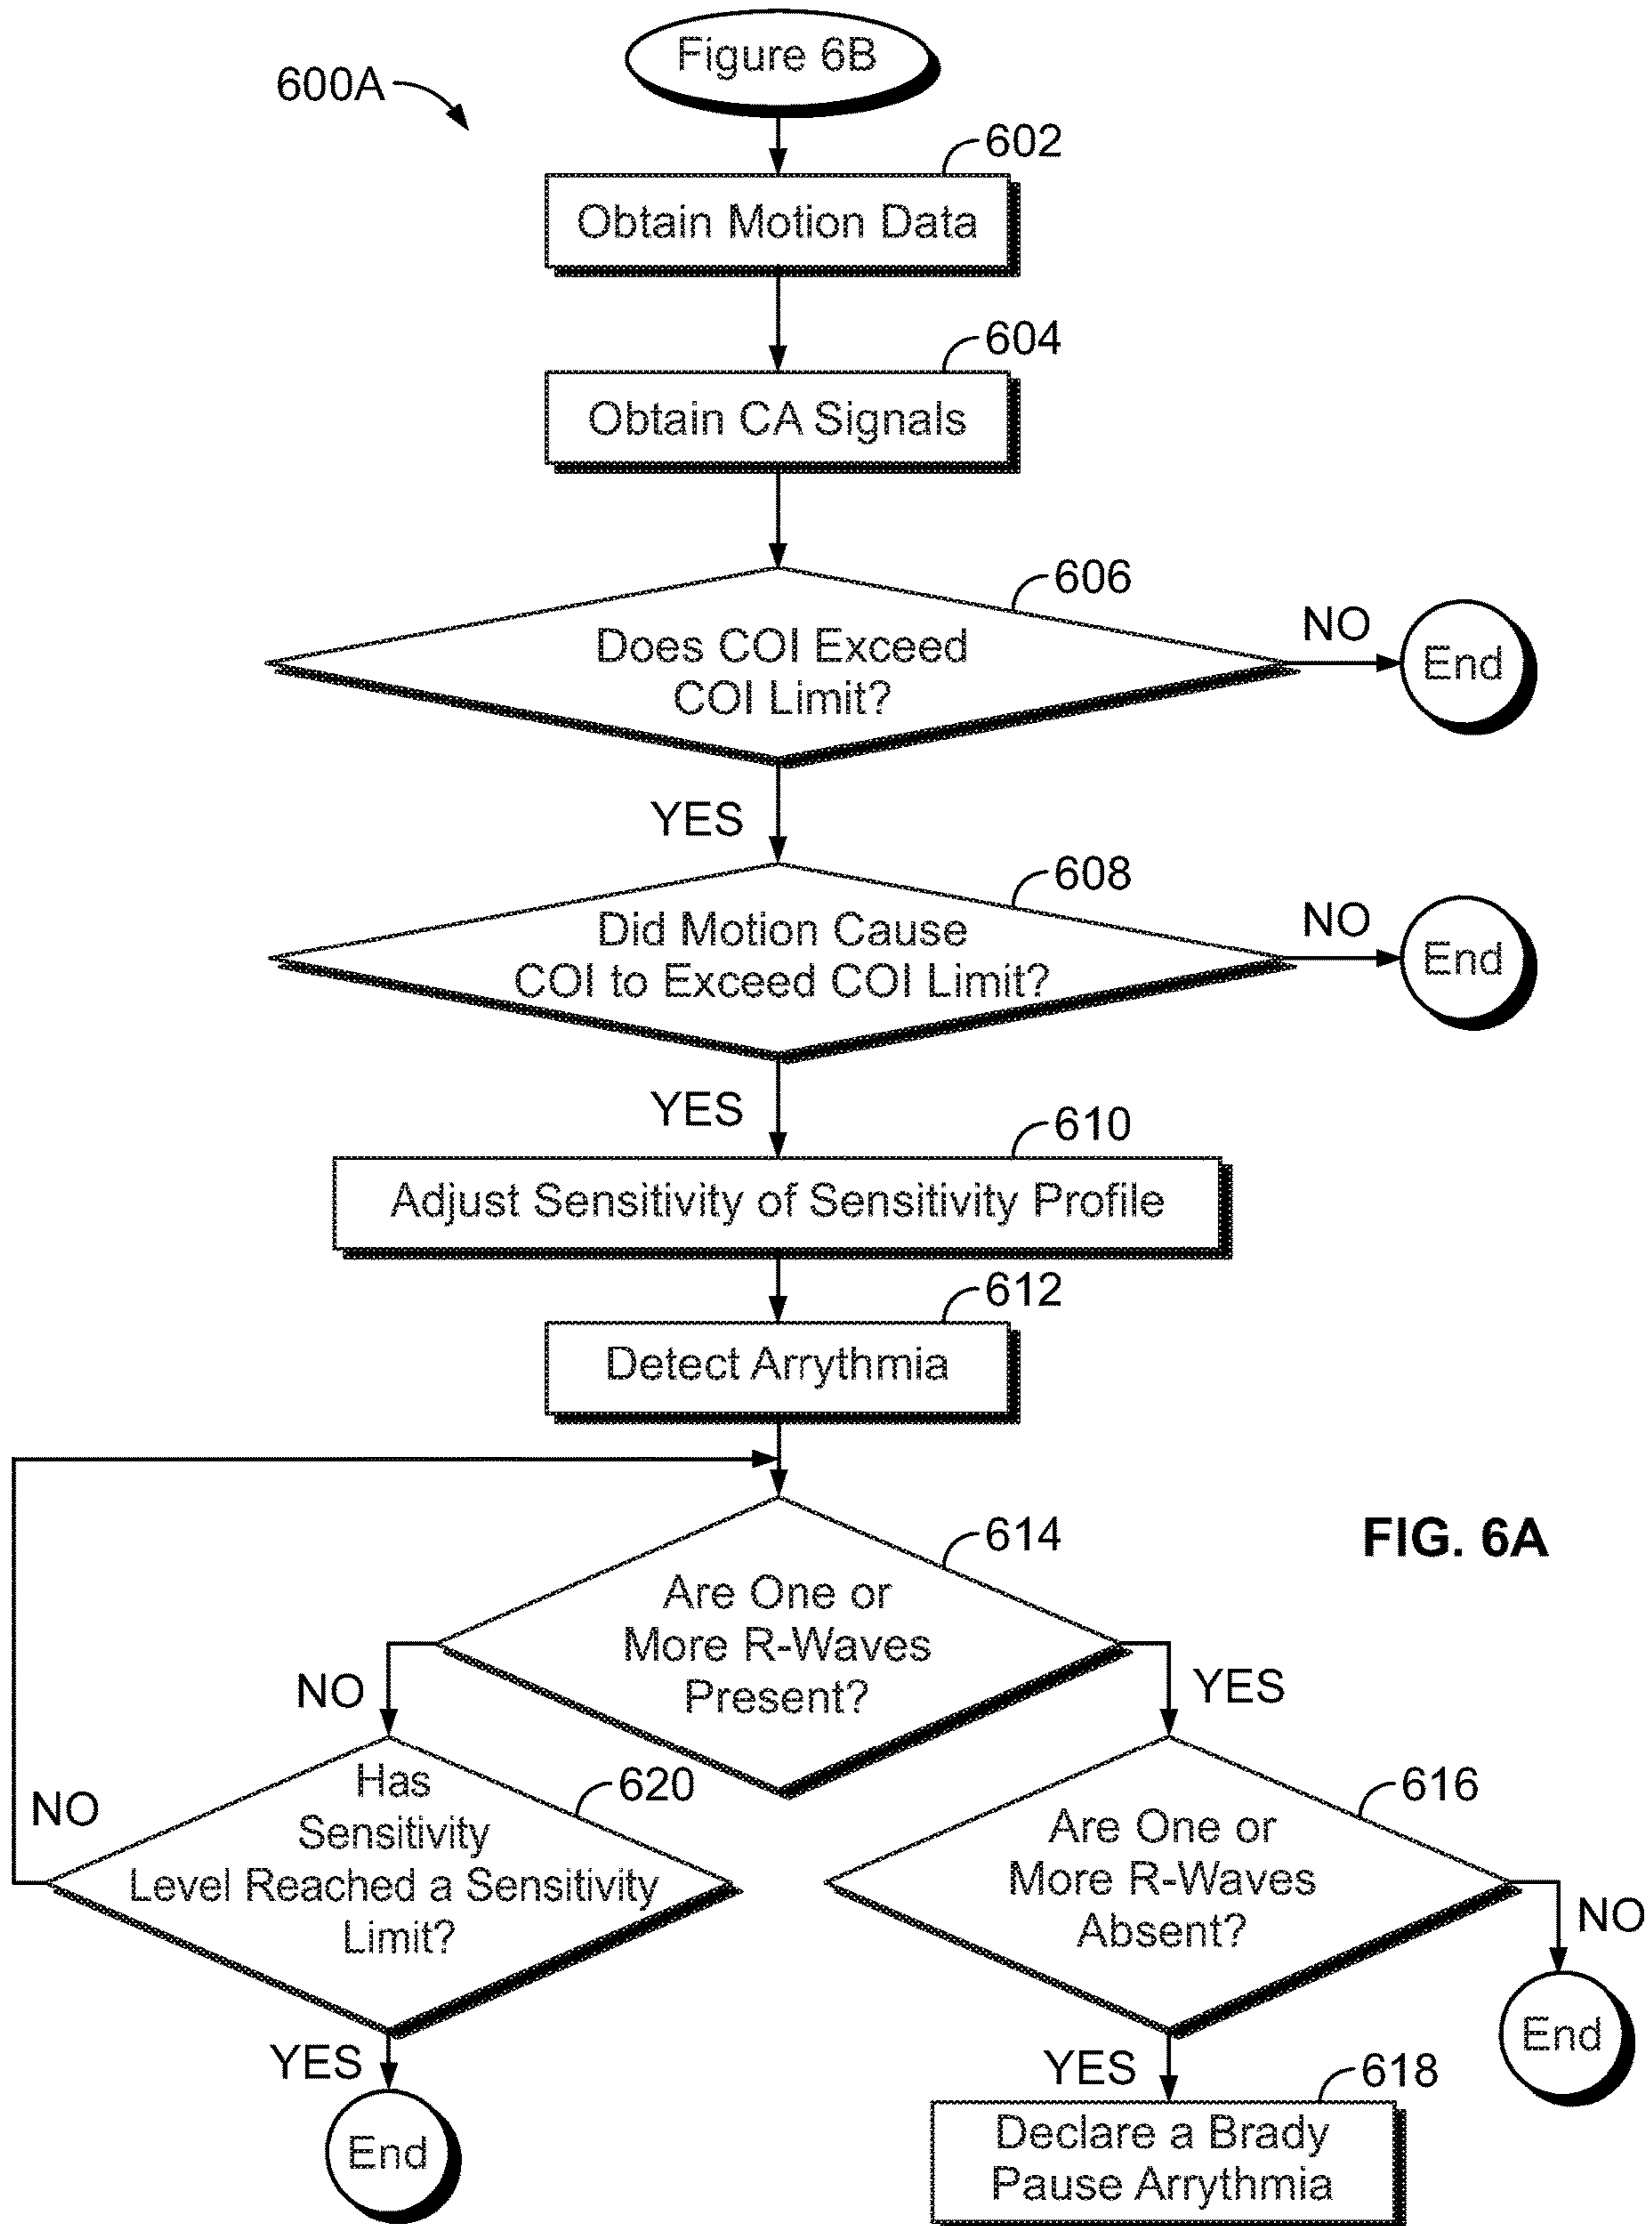 Figure 6B
600A
602
Obtain Motion Data
604
Obtain CA Signals
606
Does COI Exceed
COI Limit?
NO
End
YES
608
Did Motion Cause
COI to Exceed COI Limit?
NO
End
YES
610
Adjust Sensitivity of Sensitivity Profile
612
Detect Arrythmia
614
Are One or
More R-Waves
Present?
FIG. 6A
NO
YES
620
Has
Sensitivity
Level Reached a Sensitivity
Limit?
NO
616
Are One or
More R-Waves
Absent?
NO
End
YES
End
YES
618
Declare a Brady
Pause Arrythmia